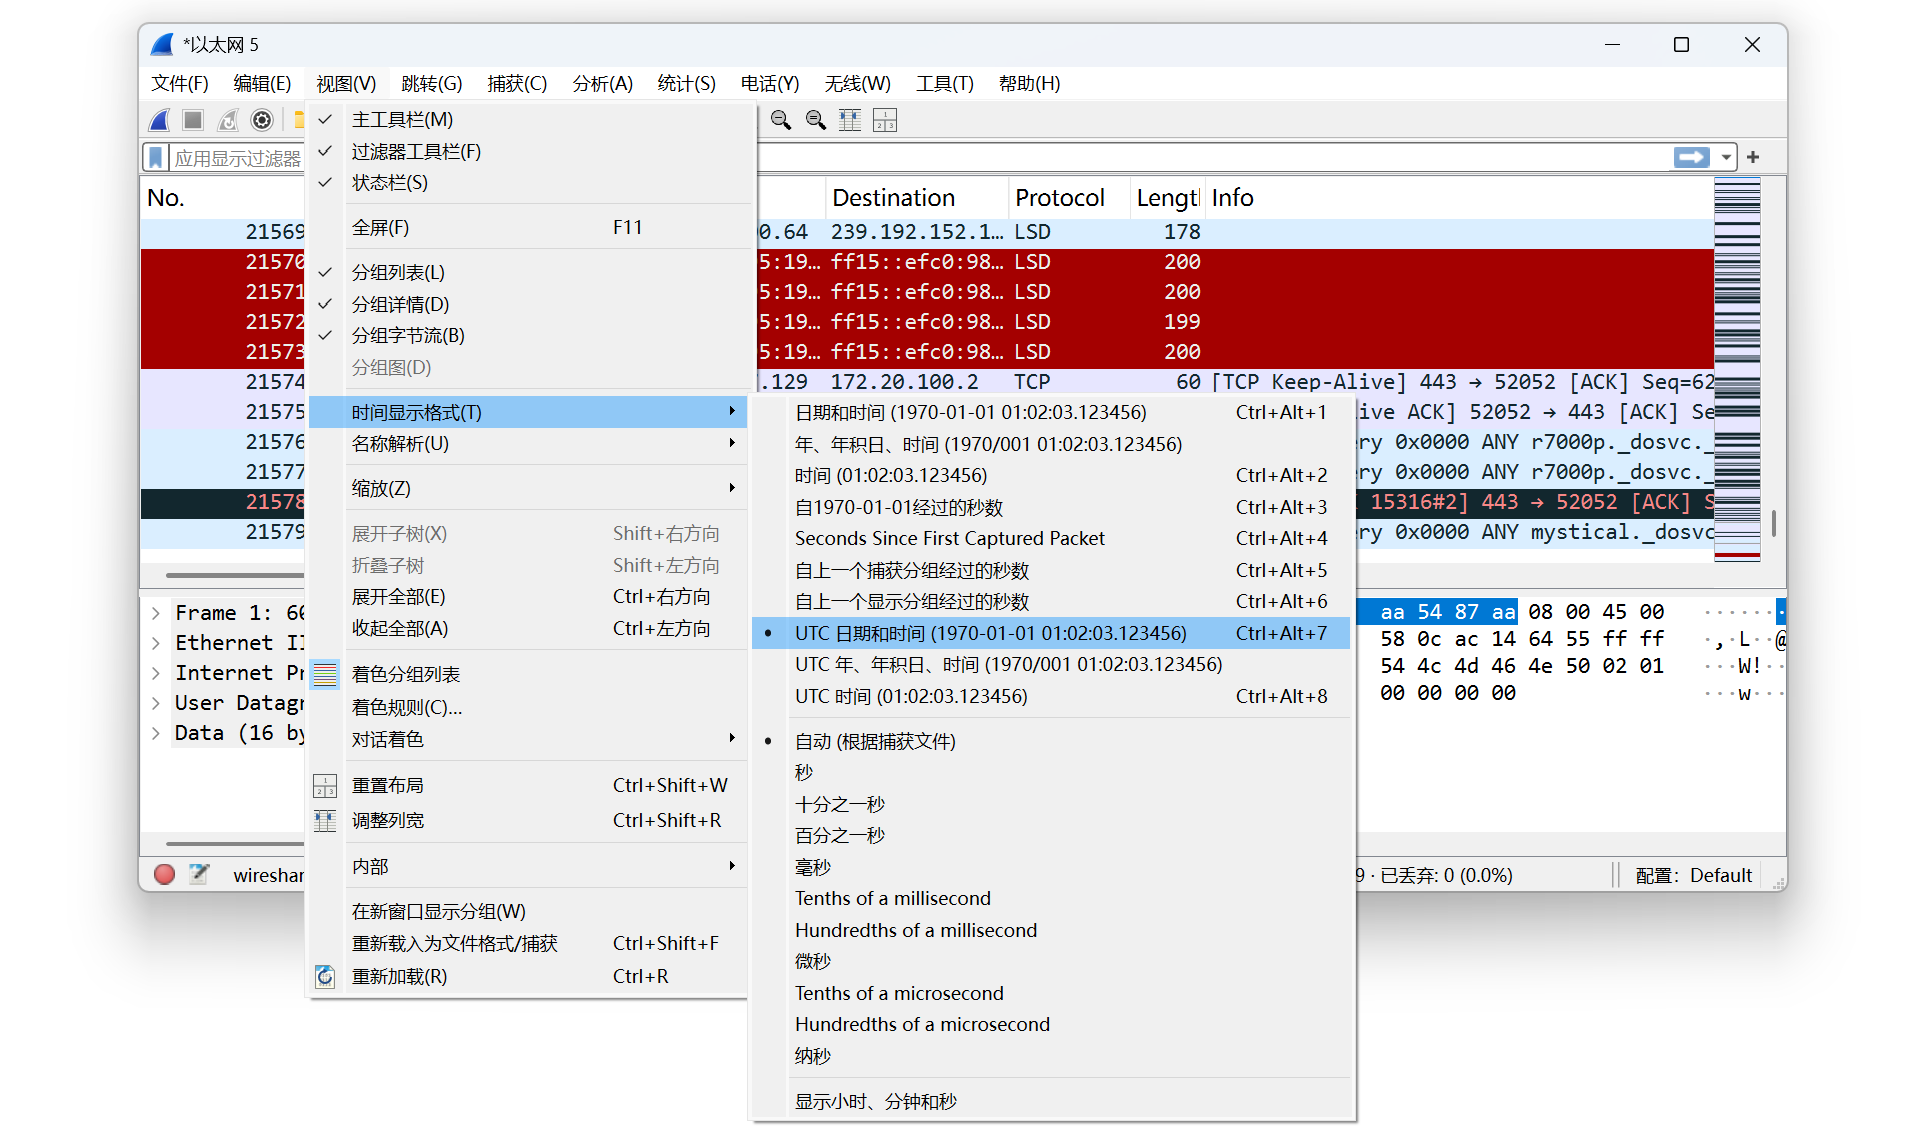 *以太网 5
文件(F) 编辑(E) 视图(V) 跳转(G) 捕获(C) 分析(A) 统计(S) 电话(Y) 无线(W) 工具(T) 帮助(H)
应用显示过滤器
No. Destination Protocol Lengt Info
21569 0.64 239.192.152.1… LSD 178
21570 5:19… ff15::efc0:98… LSD 200
21571 5:19… ff15::efc0:98… LSD 200
21572 5:19… ff15::efc0:98… LSD 199
21573 5:19… ff15::efc0:98… LSD 200
21574 .129 172.20.100.2 TCP 60 [TCP Keep-Alive] 443 → 52052 [ACK] Seq=62
21575 live ACK] 52052 → 443 [ACK] Se
21576 ery 0x0000 ANY r7000p._dosvc._
21577 ery 0x0000 ANY r7000p._dosvc._
21578 15316#2] 443 → 52052 [ACK] S
21579 ery 0x0000 ANY mystical._dosvc
主工具栏(M)
过滤器工具栏(F)
状态栏(S)
全屏(F) F11
分组列表(L)
分组详情(D)
分组字节流(B)
分组图(D)
时间显示格式(T)
名称解析(U)
缩放(Z)
展开子树(X) Shift+右方向
折叠子树 Shift+左方向
展开全部(E) Ctrl+右方向
收起全部(A) Ctrl+左方向
着色分组列表
着色规则(C)...
对话着色
重置布局 Ctrl+Shift+W
调整列宽 Ctrl+Shift+R
内部
在新窗口显示分组(W)
重新载入为文件格式/捕获 Ctrl+Shift+F
重新加载(R) Ctrl+R
日期和时间 (1970-01-01 01:02:03.123456) Ctrl+Alt+1
年、年积日、时间 (1970/001 01:02:03.123456)
时间 (01:02:03.123456) Ctrl+Alt+2
自1970-01-01经过的秒数 Ctrl+Alt+3
Seconds Since First Captured Packet Ctrl+Alt+4
自上一个捕获分组经过的秒数 Ctrl+Alt+5
自上一个显示分组经过的秒数 Ctrl+Alt+6
UTC 日期和时间 (1970-01-01 01:02:03.123456) Ctrl+Alt+7
UTC 年、年积日、时间 (1970/001 01:02:03.123456)
UTC 时间 (01:02:03.123456) Ctrl+Alt+8
自动 (根据捕获文件)
秒
十分之一秒
百分之一秒
毫秒
Tenths of a millisecond
Hundredths of a millisecond
微秒
Tenths of a microsecond
Hundredths of a microsecond
纳秒
显示小时、分钟和秒
Frame 1: 60
Ethernet II
Internet Pr
User Datagr
Data (16 by
aa 54 87 aa 08 00 45 00 ·······
58 0c ac 14 64 55 ff ff ·,·L··@
54 4c 4d 46 4e 50 02 01 ···W!··
00 00 00 00 ···w···
wireshar 9 · 已丢弃: 0 (0.0%) 配置: Default